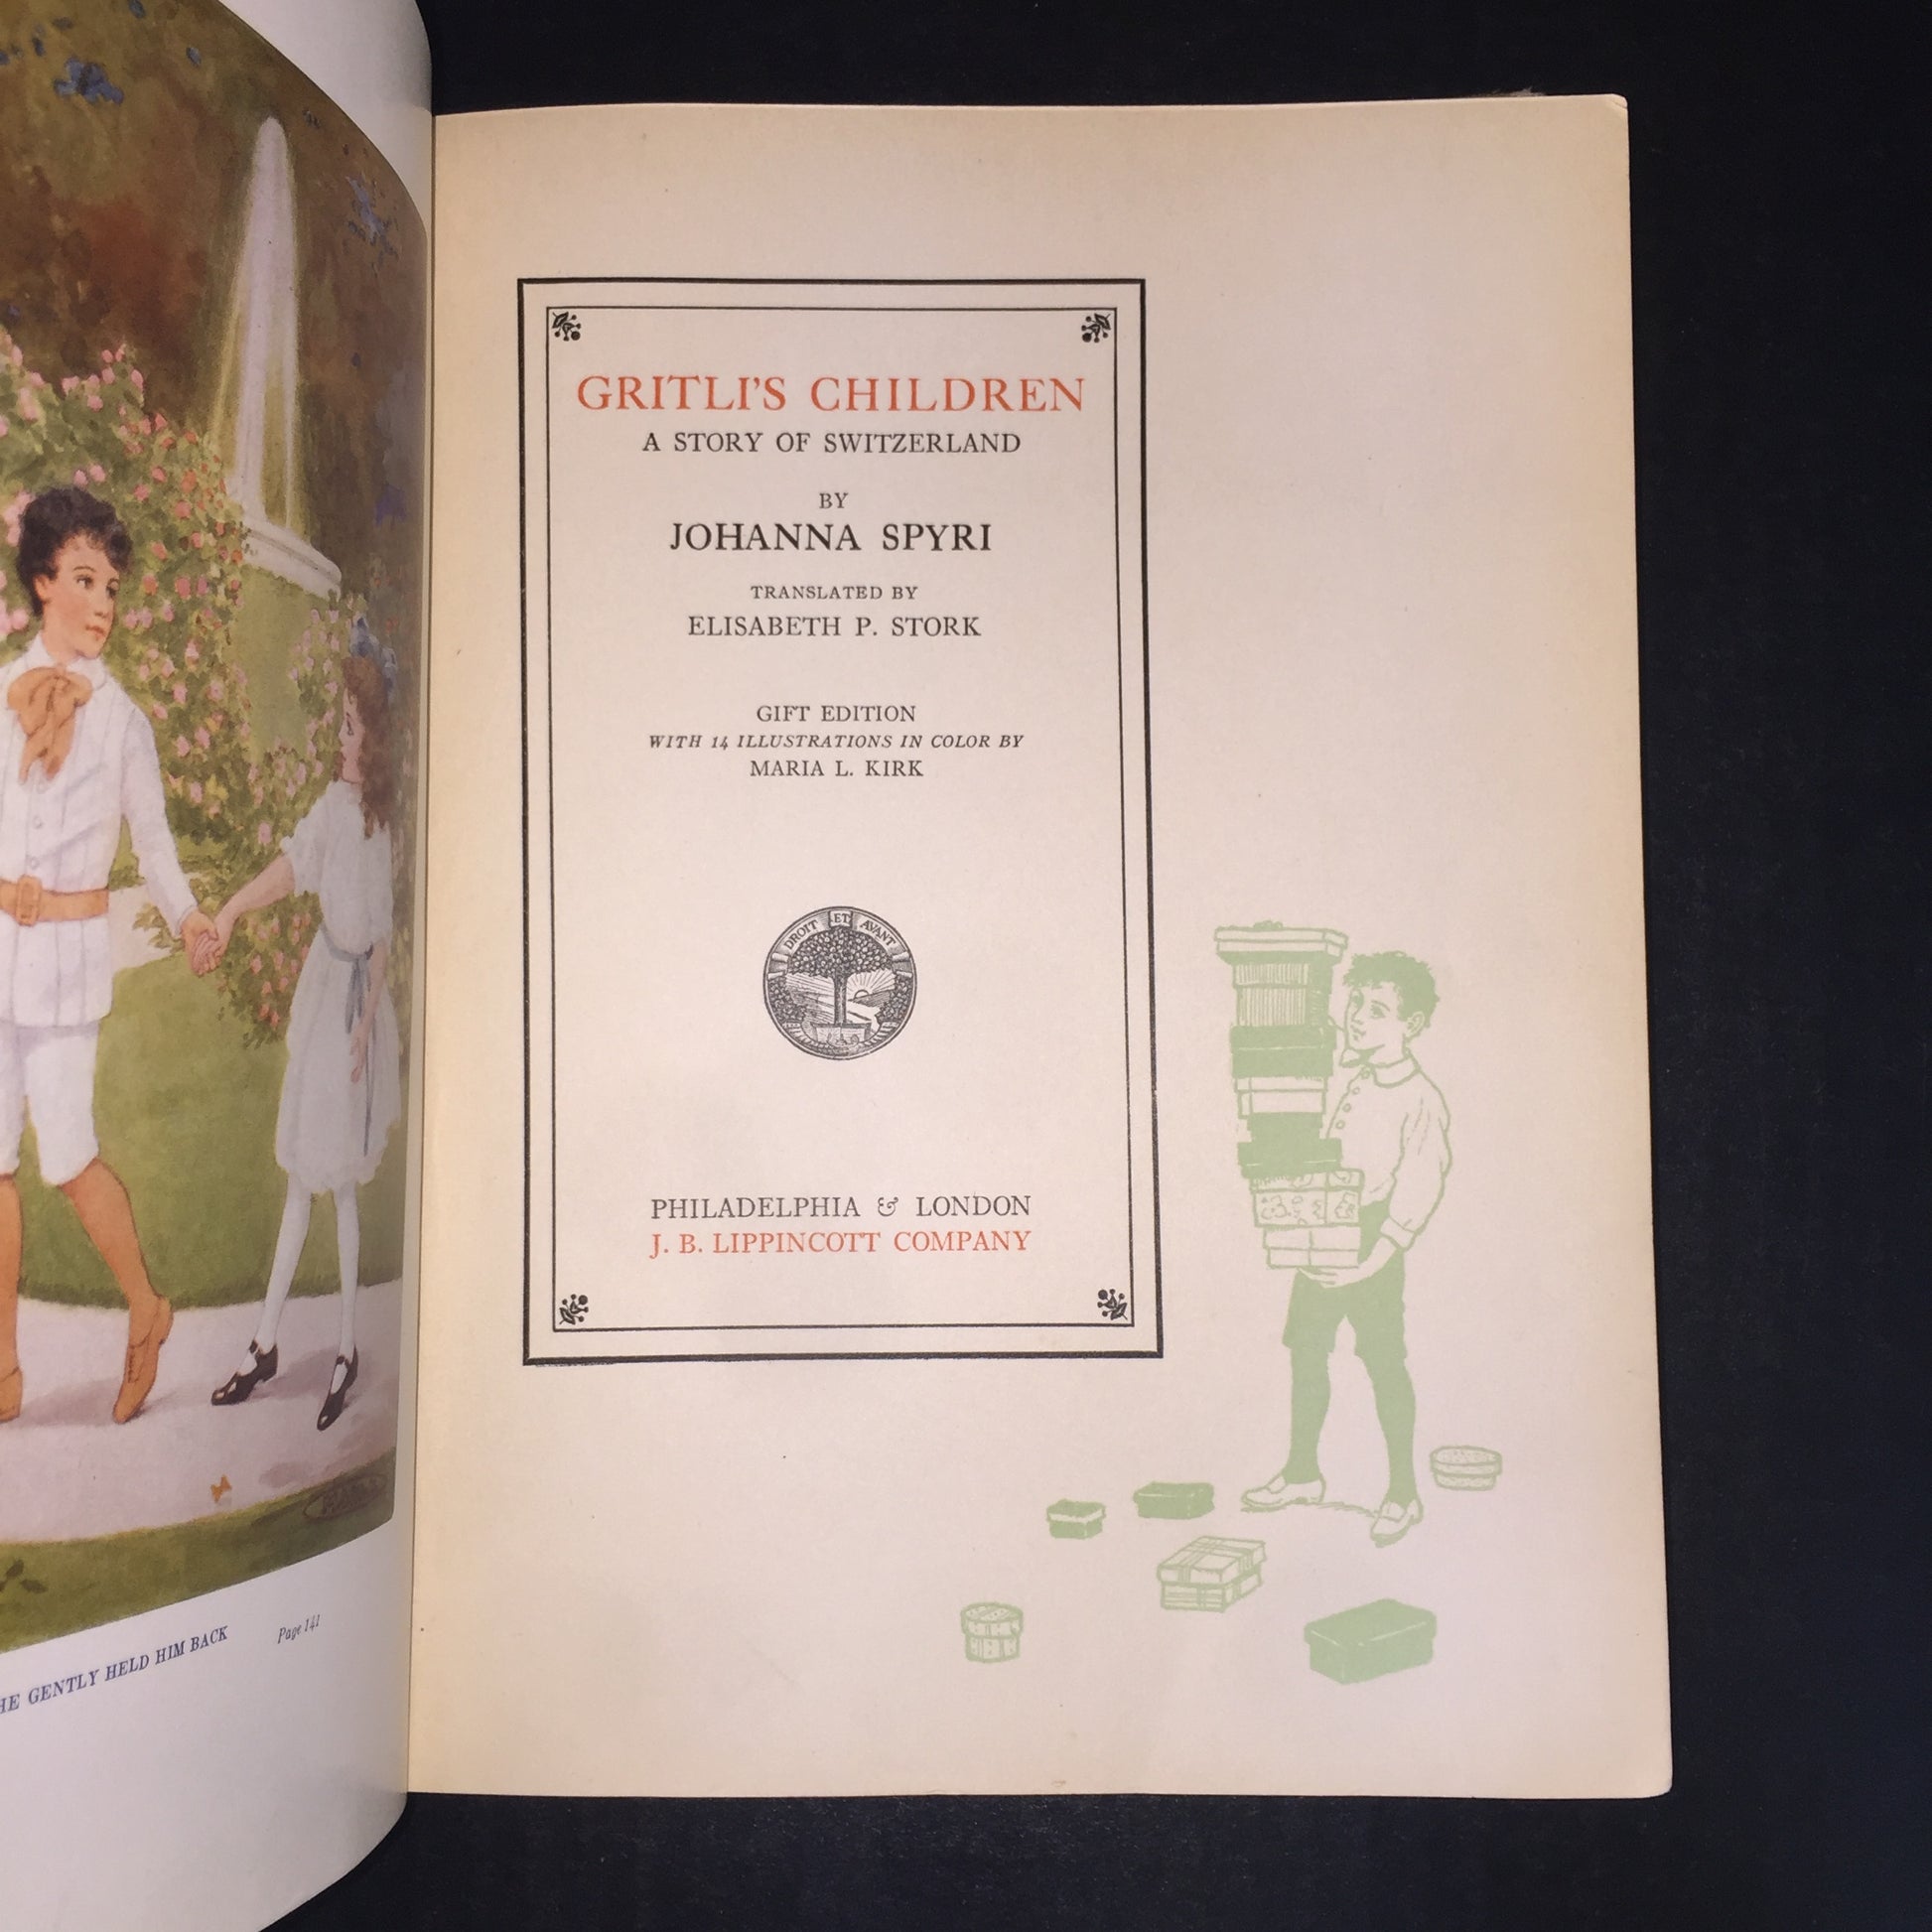 HE GENTLY HELD HIM BACK Page 141
GRITLI'S CHILDREN
A STORY OF SWITZERLAND
BY
JOHANNA SPYRI
TRANSLATED BY
ELISABETH P. STORK
GIFT EDITION
WITH 14 ILLUSTRATIONS IN COLOR BY
MARIA L. KIRK
DROIT ET AVANT
PHILADELPHIA & LONDON
J. B. LIPPINCOTT COMPANY